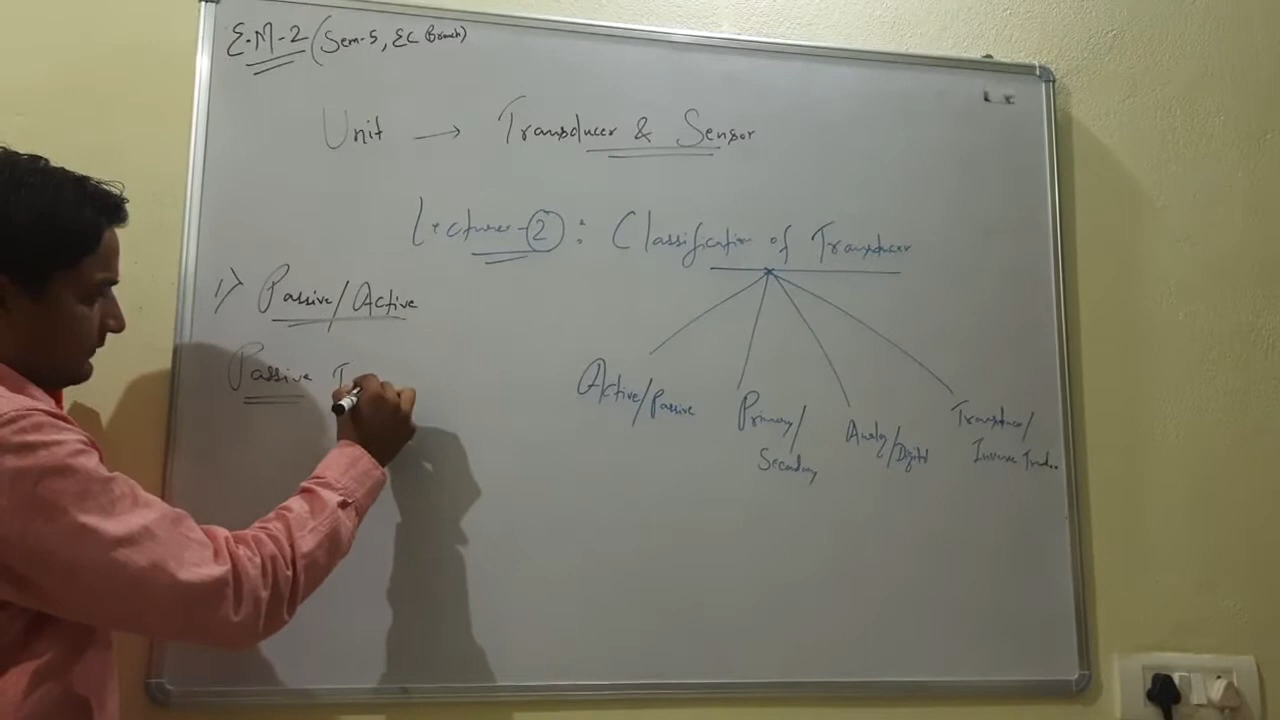 E.M-2 (Sem-5, EC Branch)
Unit → Transducer & Sensor
Lecture-2 : Classification of Transducer
1) Passive/Active
Passive T
Active/Passive
Primary/
Secondary
Analog/Digital
Transducer/
Inverse Trad..